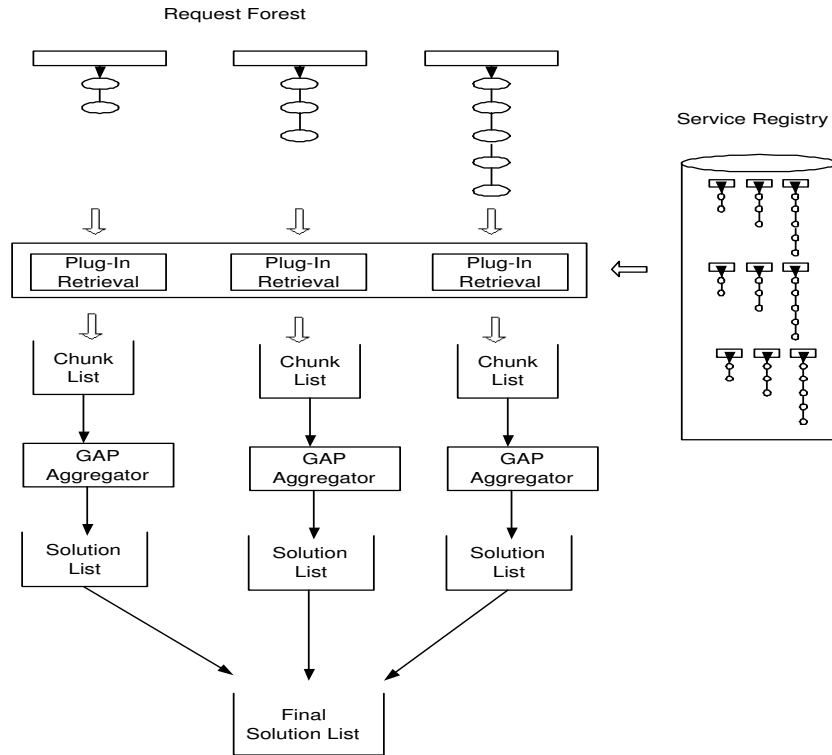 Request Forest
Service Registry
Plug-In
Retrieval
Plug-In
Retrieval
Plug-In
Retrieval
Chunk
List
Chunk
List
Chunk
List
GAP
Aggregator
GAP
Aggregator
GAP
Aggregator
Solution
List
Solution
List
Solution
List
Final
Solution List